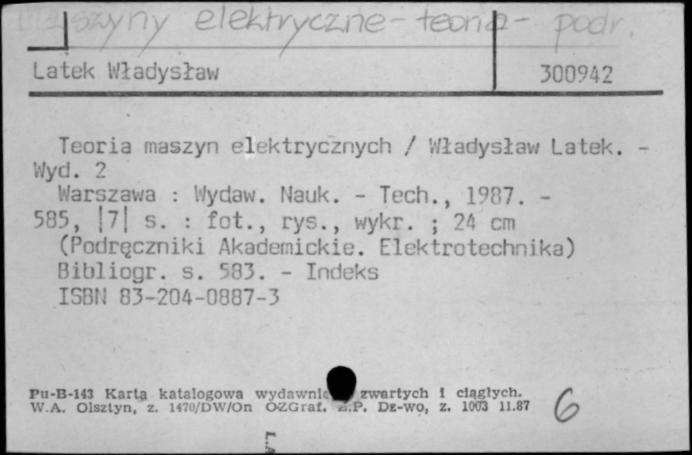 Maszyny elektryczne - teoria - podr.
Latek Władysław 300942
Teoria maszyn elektrycznych / Władysław Latek. -
Wyd. 2
Warszawa : Wydaw. Nauk. - Tech., 1987. -
585, |7| s. : fot., rys., wykr. ; 24 cm
(Podręczniki Akademickie. Elektrotechnika)
Bibliogr. s. 583. - Indeks
ISBN 83-204-0887-3
Pu-B-143 Karta katalogowa zwartych i ciągłych.
W.A. Olsztyn, z. 1470/DW/On OZGraf. Z.P. Dz-wo, z. 1003 11.87
6